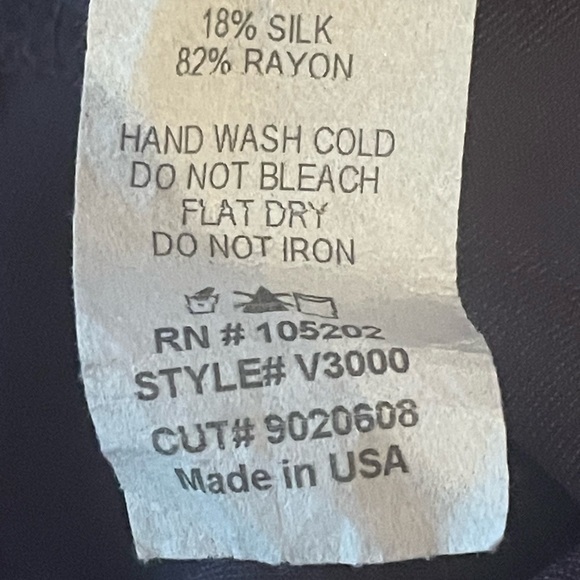 18% SILK
82% RAYON
HAND WASH COLD
DO NOT BLEACH
FLAT DRY
DO NOT IRON
RN # 105202
STYLE# V3000
CUT# 9020608
Made in USA